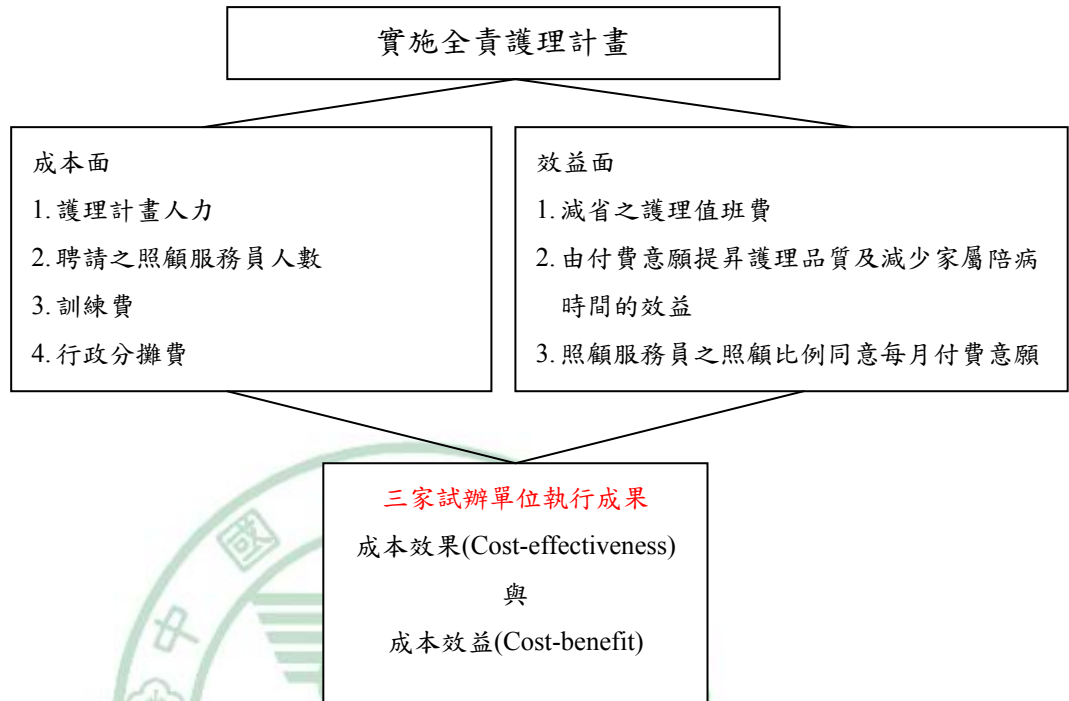 實施全責護理計畫
成本面
1.護理計畫人力
2.聘請之照顧服務員人數
3.訓練費
4.行政分攤費
效益面
1.減省之護理值班費
2.由付費意願提昇護理品質及減少家屬陪病
時間的效益
3.照顧服務員之照顧比例同意每月付費意願
三家試辦單位執行成果
成本效果(Cost-effectiveness)
與
成本效益(Cost-benefit)
國
中